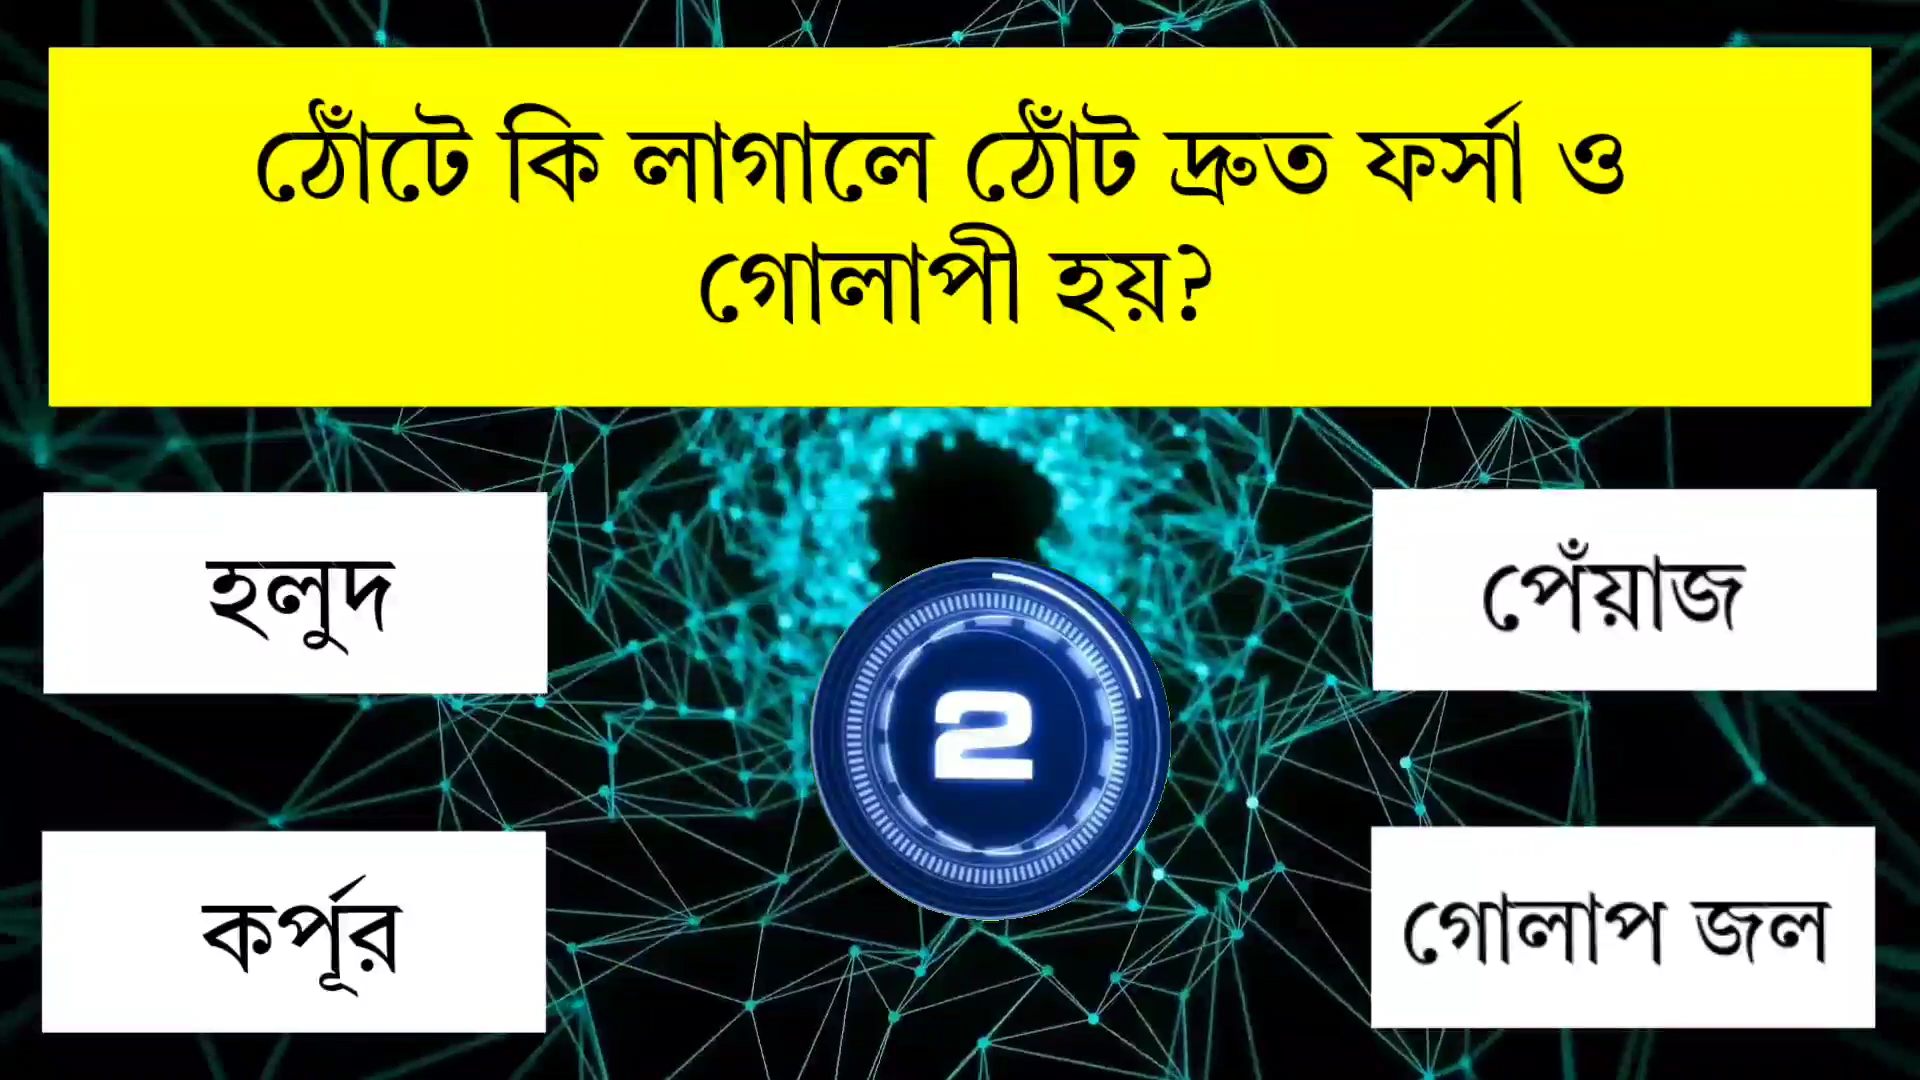 ঠোঁটে কি লাগালে ঠোঁট দ্রুত ফর্সা ও
গোলাপী হয়?
হলুদ
পেঁয়াজ
2
কর্পূর
গোলাপ জল